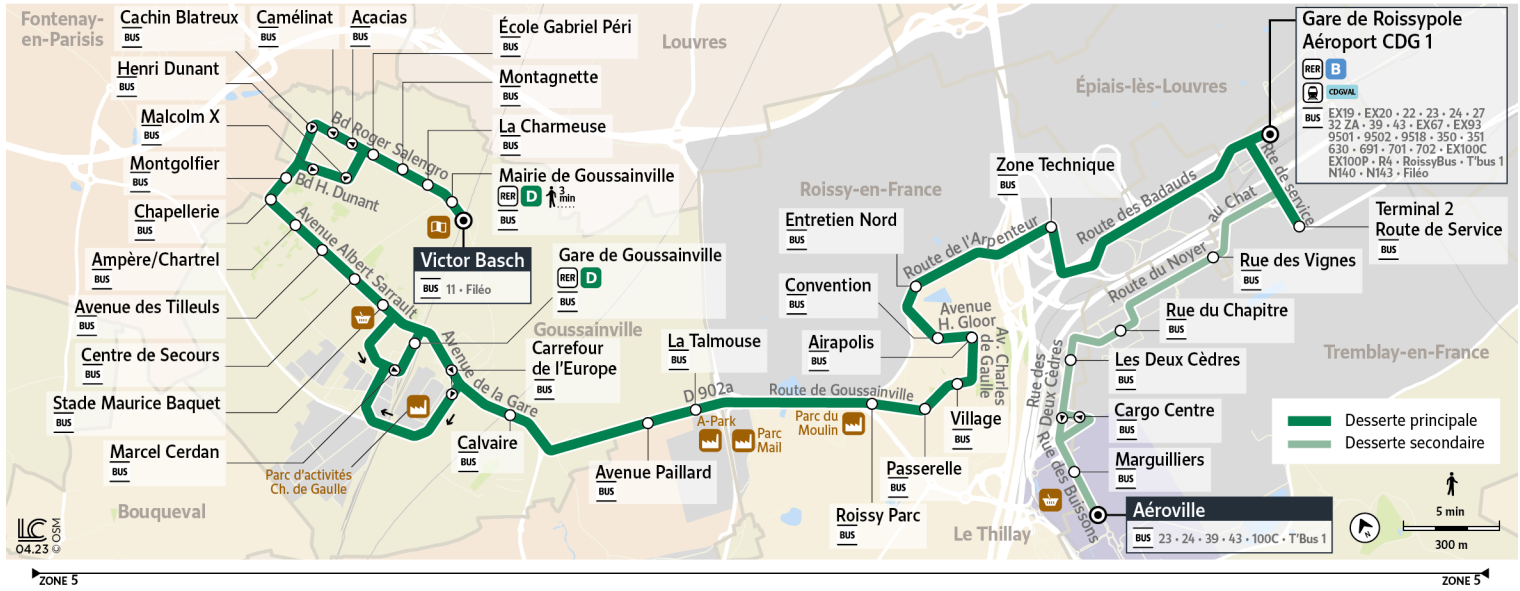 Fontenay-
en-Parisis
Cachin Blatreux
BUS
Camélinat
BUS
Acacias
BUS
École Gabriel Péri
BUS
Louvres
Henri Dunant
BUS
Montagnette
BUS
Malcolm X
BUS
Bd Roger Salengro
La Charmeuse
BUS
Montgolfier
BUS
Bd H. Dunant
Mairie de Goussainville
RER D 3 min
BUS
Chapellerie
BUS
Avenue Albert Sarrault
Ampère/Chartrel
BUS
Victor Basch
BUS 11 • Filéo
Gare de Goussainville
RER D
BUS
Avenue des Tilleuls
BUS
Goussainville
Centre de Secours
BUS
Avenue de la Gare
Carrefour
de l'Europe
BUS
Stade Maurice Baquet
BUS
Marcel Cerdan
BUS
Parc d'activités
Ch. de Gaulle
Calvaire
BUS
Bouqueval
La Talmouse
BUS
D 902a
A-Park
Parc
Mail
Avenue Paillard
BUS
Route de Goussainville
Parc du
Moulin
Roissy Parc
BUS
Passerelle
BUS
Village
BUS
Airapolis
BUS
Convention
BUS
Avenue
H. Gloor
Av. Charles
de Gaulle
Entretien Nord
BUS
Roissy-en-France
Route de l'Arpenteur
Zone Technique
BUS
Épiais-lès-Louvres
Route des Badauds
Gare de Roissypole
Aéroport CDG 1
RER B
CDGVAL
BUS EX19 • EX20 • 22 • 23 • 24 • 27
32 ZA • 39 • 43 • EX67 • EX93
9501 • 9502 • 9518 • 350 • 351
630 • 691 • 701 • 702 • EX100C
EX100P • R4 • RoissyBus • T'bus 1
N140 • N143 • Filéo
Rte de service
Terminal 2
Route de Service
BUS
Route du Noyer au Chat
Rue des Vignes
BUS
Rue du Chapitre
BUS
Les Deux Cèdres
BUS
Rue des
Deux Cèdres
Tremblay-en-France
Cargo Centre
BUS
Marguilliers
BUS
Rue des Buissons
Le Thillay
Aéroville
BUS 23 • 24 • 39 • 43 • 100C • T'Bus 1
Desserte principale
Desserte secondaire
N
5 min
300 m
LC
04.23
© OSM
ZONE 5
ZONE 5